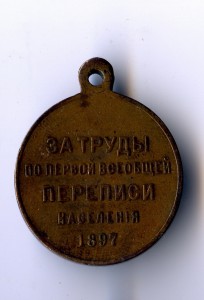 ЗА ТРУДЫ
ПО ПЕРВОЙ ВСЕОБЩЕЙ
ПЕРЕПИСИ
НАСЕЛЕНІЯ
1897